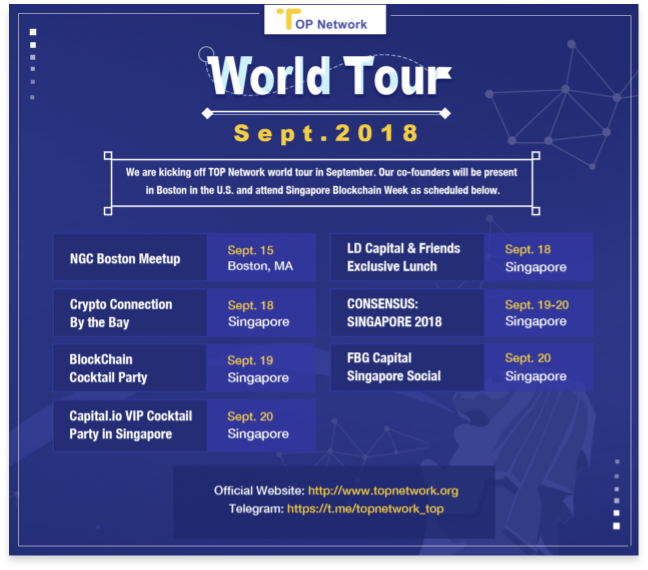 TOP Network
World Tour
Sept.2018
We are kicking off TOP Network world tour in September. Our co-founders will be present
in Boston in the U.S. and attend Singapore Blockchain Week as scheduled below.
NGC Boston Meetup
Sept. 15
Boston, MA
LD Capital & Friends
Exclusive Lunch
Sept. 18
Singapore
Crypto Connection
By the Bay
Sept. 18
Singapore
CONSENSUS:
SINGAPORE 2018
Sept. 19-20
Singapore
BlockChain
Cocktail Party
Sept. 19
Singapore
FBG Capital
Singapore Social
Sept. 20
Singapore
Capital.io VIP Cocktail
Party in Singapore
Sept. 20
Singapore
Official Website: http://www.topnetwork.org
Telegram: https://t.me/topnetwork_top